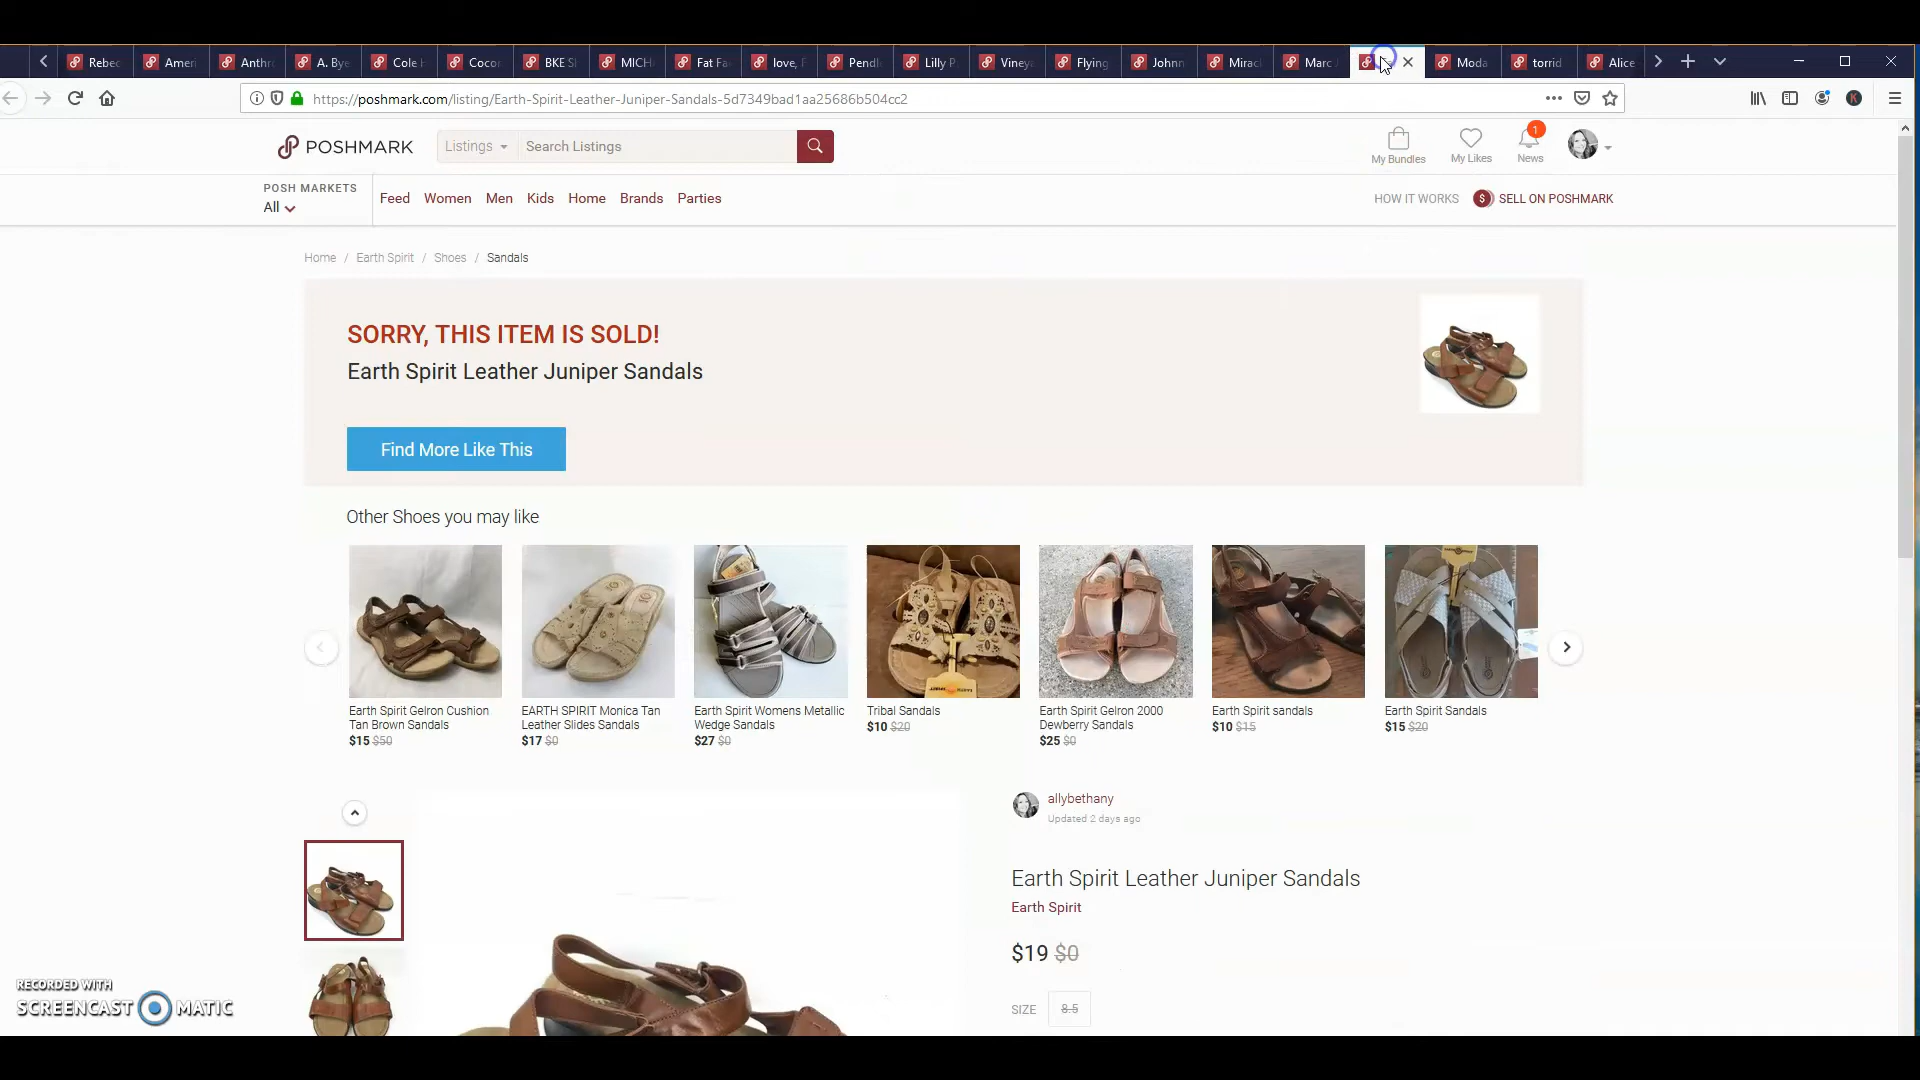 Rebec
Ameri
Anthro
A. Bye
Cole H
Cocor
BKE S
MICH
Fat Fa
love, F
Pendl
Lilly P
Vineya
Flying
Johnn
Mirac
Marc J
Moda
torrid
Alice
https://poshmark.com/listing/Earth-Spirit-Leather-Juniper-Sandals-5d7349bad1aa25686b504cc2
K
POSHMARK
Listings
Search Listings
My Bundles
My Likes
1
News
POSH MARKETS
All
Feed
Women
Men
Kids
Home
Brands
Parties
HOW IT WORKS
$ SELL ON POSHMARK
Home / Earth Spirit / Shoes / Sandals
SORRY, THIS ITEM IS SOLD!
Earth Spirit Leather Juniper Sandals
Find More Like This
Other Shoes you may like
Earth Spirit Gelron Cushion
Tan Brown Sandals
$15 $50
EARTH SPIRIT Monica Tan
Leather Slides Sandals
$17 $0
Earth Spirit Womens Metallic
Wedge Sandals
$27 $0
Tribal Sandals
$10 $20
Earth Spirit Gelron 2000
Dewberry Sandals
$25 $0
Earth Spirit sandals
$10 $15
Earth Spirit Sandals
$15 $20
allybethany
Updated 2 days ago
Earth Spirit Leather Juniper Sandals
Earth Spirit
$19 $0
SIZE
8.5
RECORDED WITH
SCREENCAST MATIC